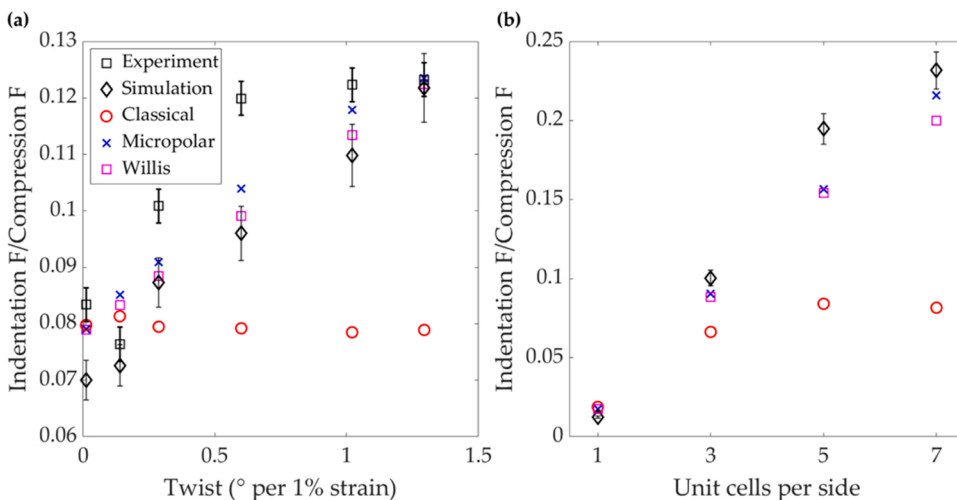 (a)
0.13
0.12
0.11
0.1
0.09
0.08
0.07
0.06
Indentation F/Compression F
Experiment
Simulation
Classical
Micropolar
Willis
0
0.5
1
1.5
Twist (° per 1% strain)
(b)
0.25
0.2
0.15
0.1
0.05
0
Indentation F/Compression F
1
3
5
7
Unit cells per side